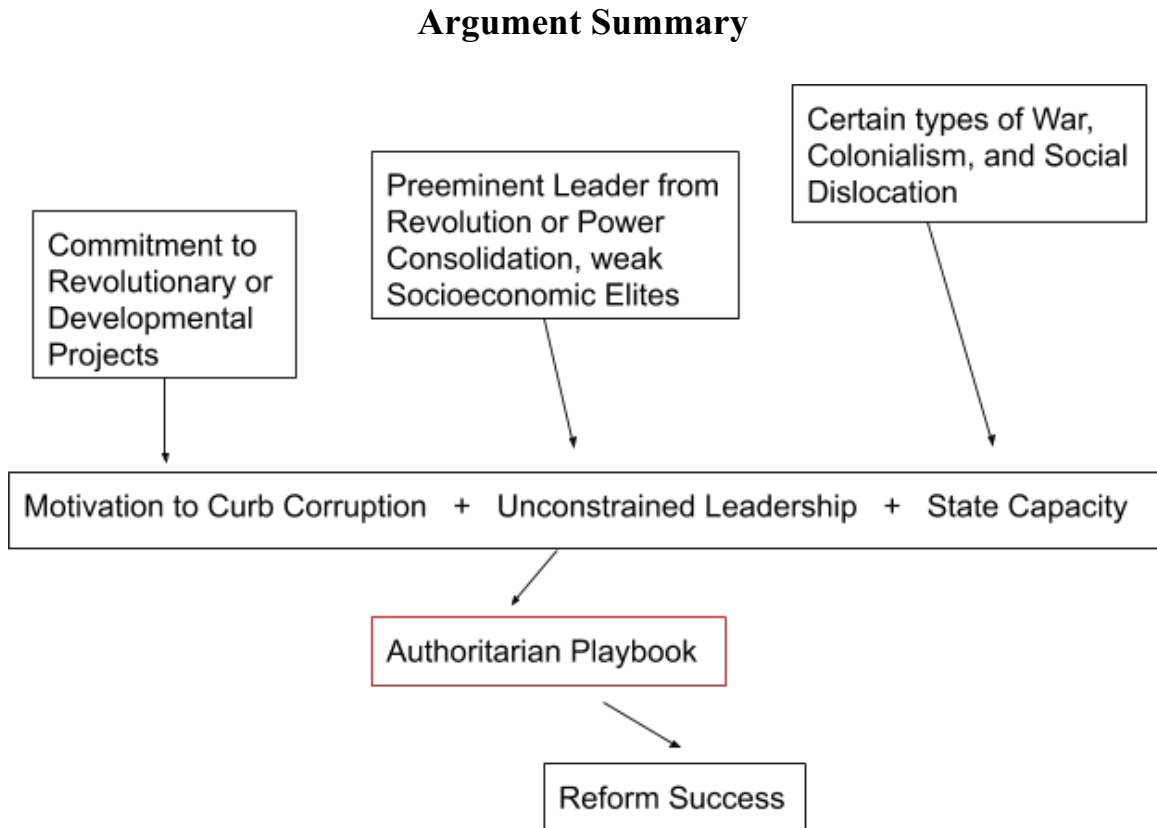 Argument Summary
Commitment to
Revolutionary or
Developmental
Projects
Preeminent Leader from
Revolution or Power
Consolidation, weak
Socioeconomic Elites
Certain types of War,
Colonialism, and Social
Dislocation
Motivation to Curb Corruption + Unconstrained Leadership + State Capacity
Authoritarian Playbook
Reform Success